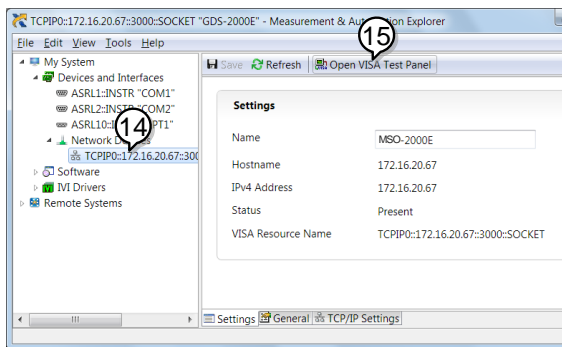 TCPIP0::172.16.20.67::3000::SOCKET "GDS-2000E" - Measurement & Au tion Explorer
15
File Edit View Tools Help
My System
Save Refresh Open VISA Test Panel
Devices and Interfaces
ASRL1::INSTR "COM1"
ASRL2::INSTR "COM2"
ASRL10:: PT1"
14
Network D
TCPIP0::172.16.20.67::300
Software
IVI Drivers
Remote Systems
Settings
Name MSO-2000E
Hostname 172.16.20.67
IPv4 Address 172.16.20.67
Status Present
VISA Resource Name TCPIP0::172.16.20.67::3000::SOCKET
Settings General TCP/IP Settings